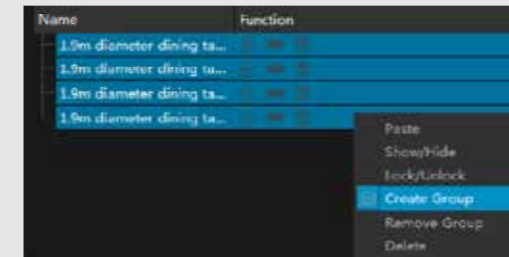 Name Function
1.9m diameter dining ta...
1.9m diameter dining ta...
1.9m diameter dining ta...
1.9m diameter dining ta...
Paste
Show/Hide
Lock/Unlock
Create Group
Remove Group
Delete